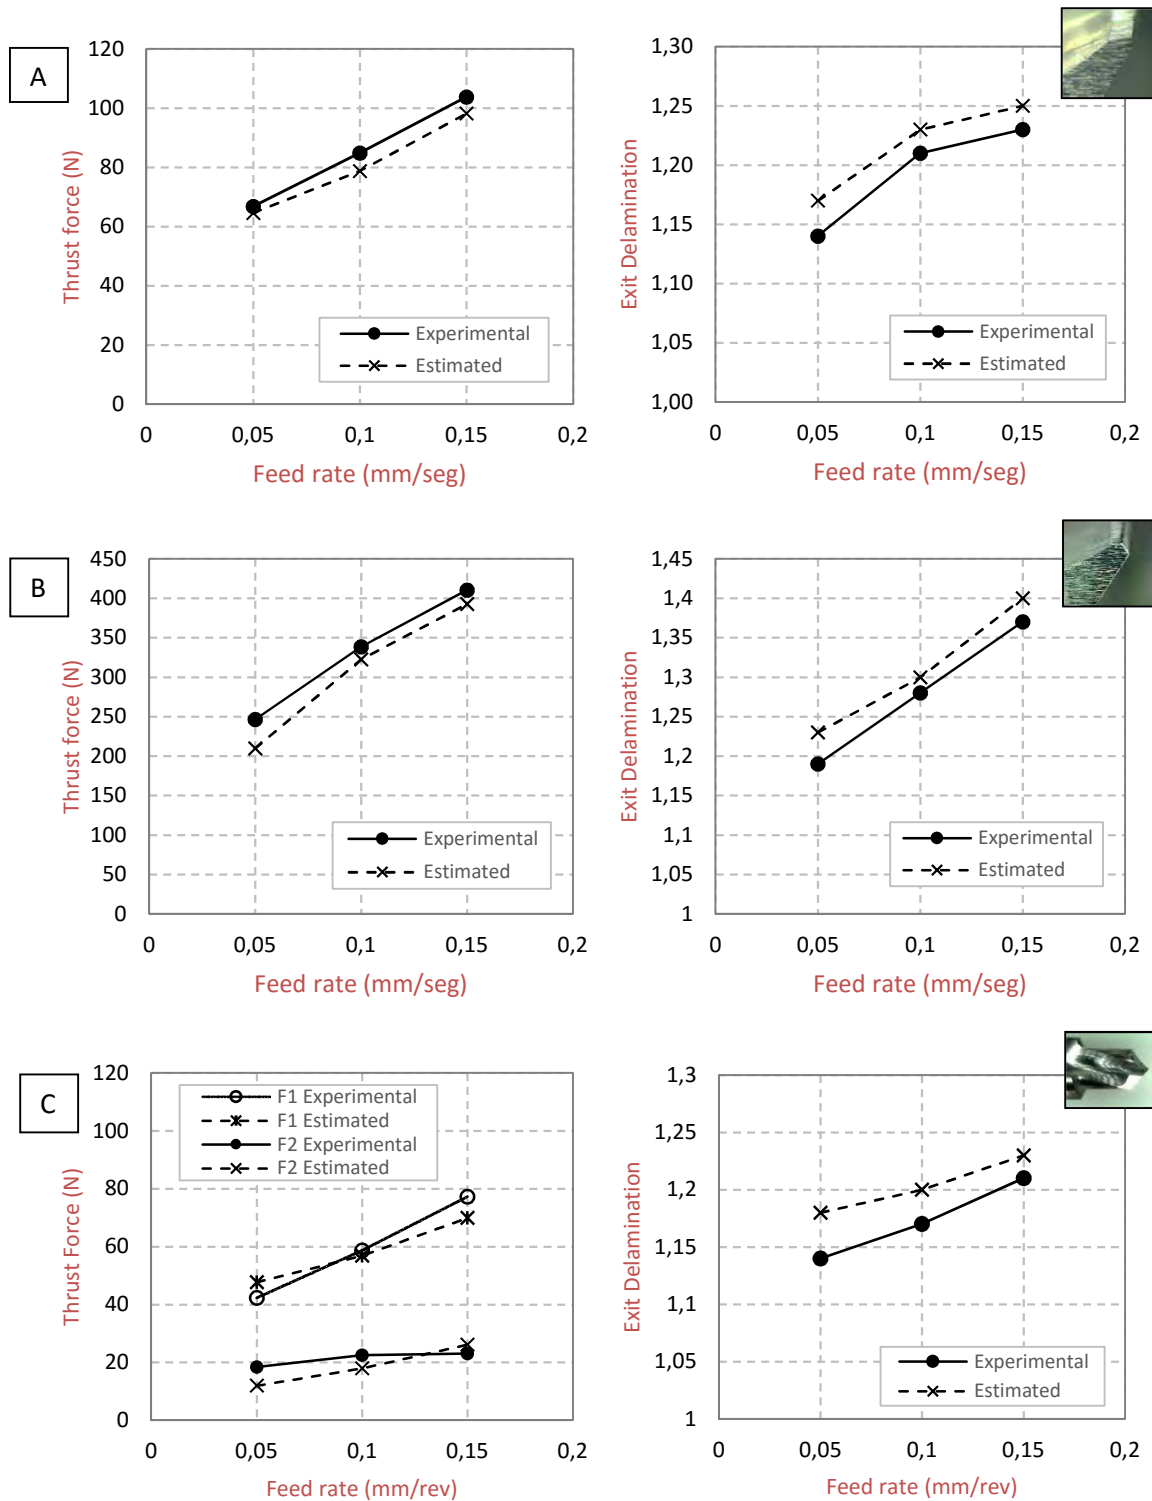 A
120
100
80
60
40
20
0
Thrust force (N)
Experimental
Estimated
0 0,05 0,1 0,15 0,2
Feed rate (mm/seg)
1,30
1,25
1,20
1,15
1,10
1,05
1,00
Exit Delamination
Experimental
Estimated
0 0,05 0,1 0,15 0,2
Feed rate (mm/seg)
B
450
400
350
300
250
200
150
100
50
0
Thrust force (N)
Experimental
Estimated
0 0,05 0,1 0,15 0,2
Feed rate (mm/seg)
1,45
1,4
1,35
1,3
1,25
1,2
1,15
1,1
1,05
1
Exit Delamination
Experimental
Estimated
0 0,05 0,1 0,15 0,2
Feed rate (mm/seg)
C
120
100
80
60
40
20
0
Thrust Force (N)
F1 Experimental
F1 Estimated
F2 Experimental
F2 Estimated
0 0,05 0,1 0,15 0,2
Feed rate (mm/rev)
1,3
1,25
1,2
1,15
1,1
1,05
1
Exit Delamination
Experimental
Estimated
0 0,05 0,1 0,15 0,2
Feed rate (mm/rev)